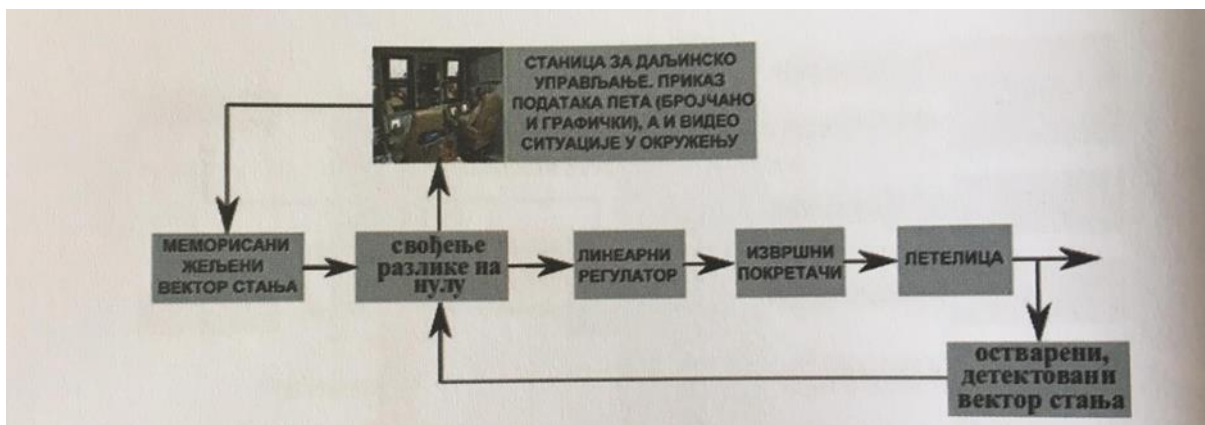 СТАНИЦА ЗА ДАЉИНСКО
УПРАВЉАЊЕ. ПРИКАЗ
ПОДАТАКА ЛЕТА (БРОЈЧАНО
И ГРАФИЧКИ), А И ВИДЕО
СИТУАЦИЈЕ У ОКРУЖЕЊУ
МЕМОРИСАНИ
ЖЕЉЕНИ
ВЕКТОР СТАЊА
свођење
разлике на
нулу
ЛИНЕАРНИ
РЕГУЛАТОР
ИЗВРШНИ
ПОКРЕТАЧИ
ЛЕТЕЛИЦА
остварени,
детектовани
вектор стања